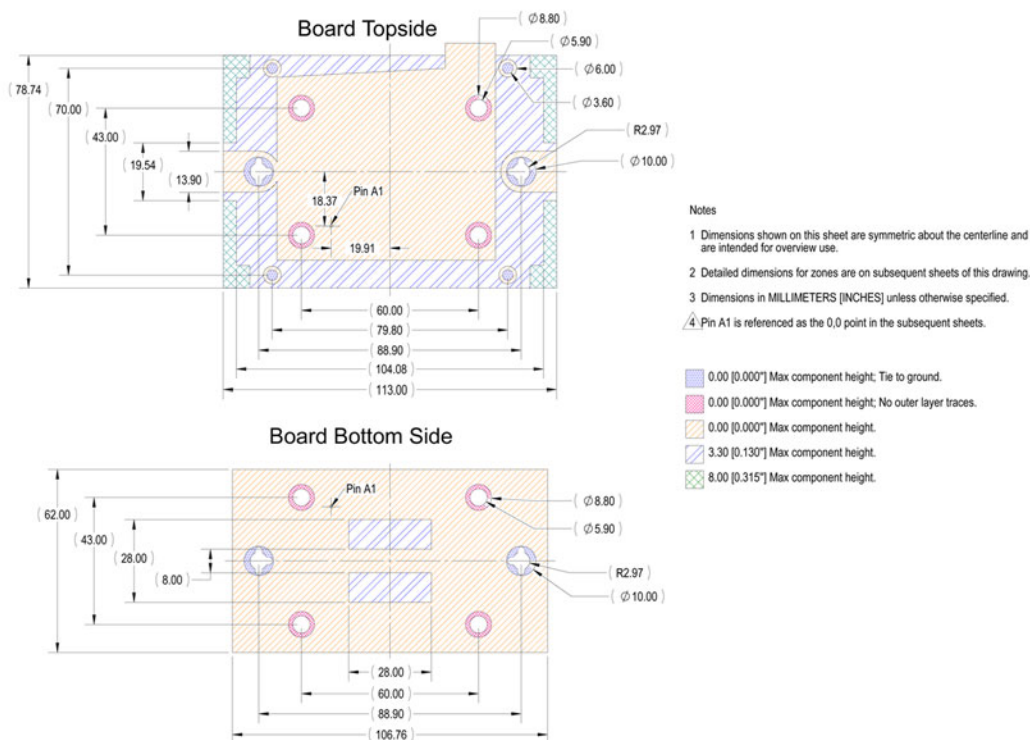 Board Topside
( Ø8.80 )
( Ø5.90 )
( Ø6.00 )
( Ø3.60 )
( R2.97 )
( Ø10.00 )
( 78.74 )
( 70.00 )
( 43.00 )
( 19.54 )
( 13.90 )
18.37
Pin A1
19.91
( 60.00 )
( 79.80 )
( 88.90 )
( 104.08 )
( 113.00 )
Notes
1 Dimensions shown on this sheet are symmetric about the centerline and
are intended for overview use.
2 Detailed dimensions for zones are on subsequent sheets of this drawing.
3 Dimensions in MILLIMETERS [INCHES] unless otherwise specified.
4 Pin A1 is referenced as the 0,0 point in the subsequent sheets.
0.00 [0.000"] Max component height; Tie to ground.
0.00 [0.000"] Max component height; No outer layer traces.
0.00 [0.000"] Max component height.
3.30 [0.130"] Max component height.
8.00 [0.315"] Max component height.
Board Bottom Side
Pin A1
( 62.00 )
( 43.00 )
( 28.00 )
( 8.00 )
( Ø8.80 )
( Ø5.90 )
( R2.97 )
( Ø10.00 )
( 28.00 )
( 60.00 )
( 88.90 )
( 106.76 )